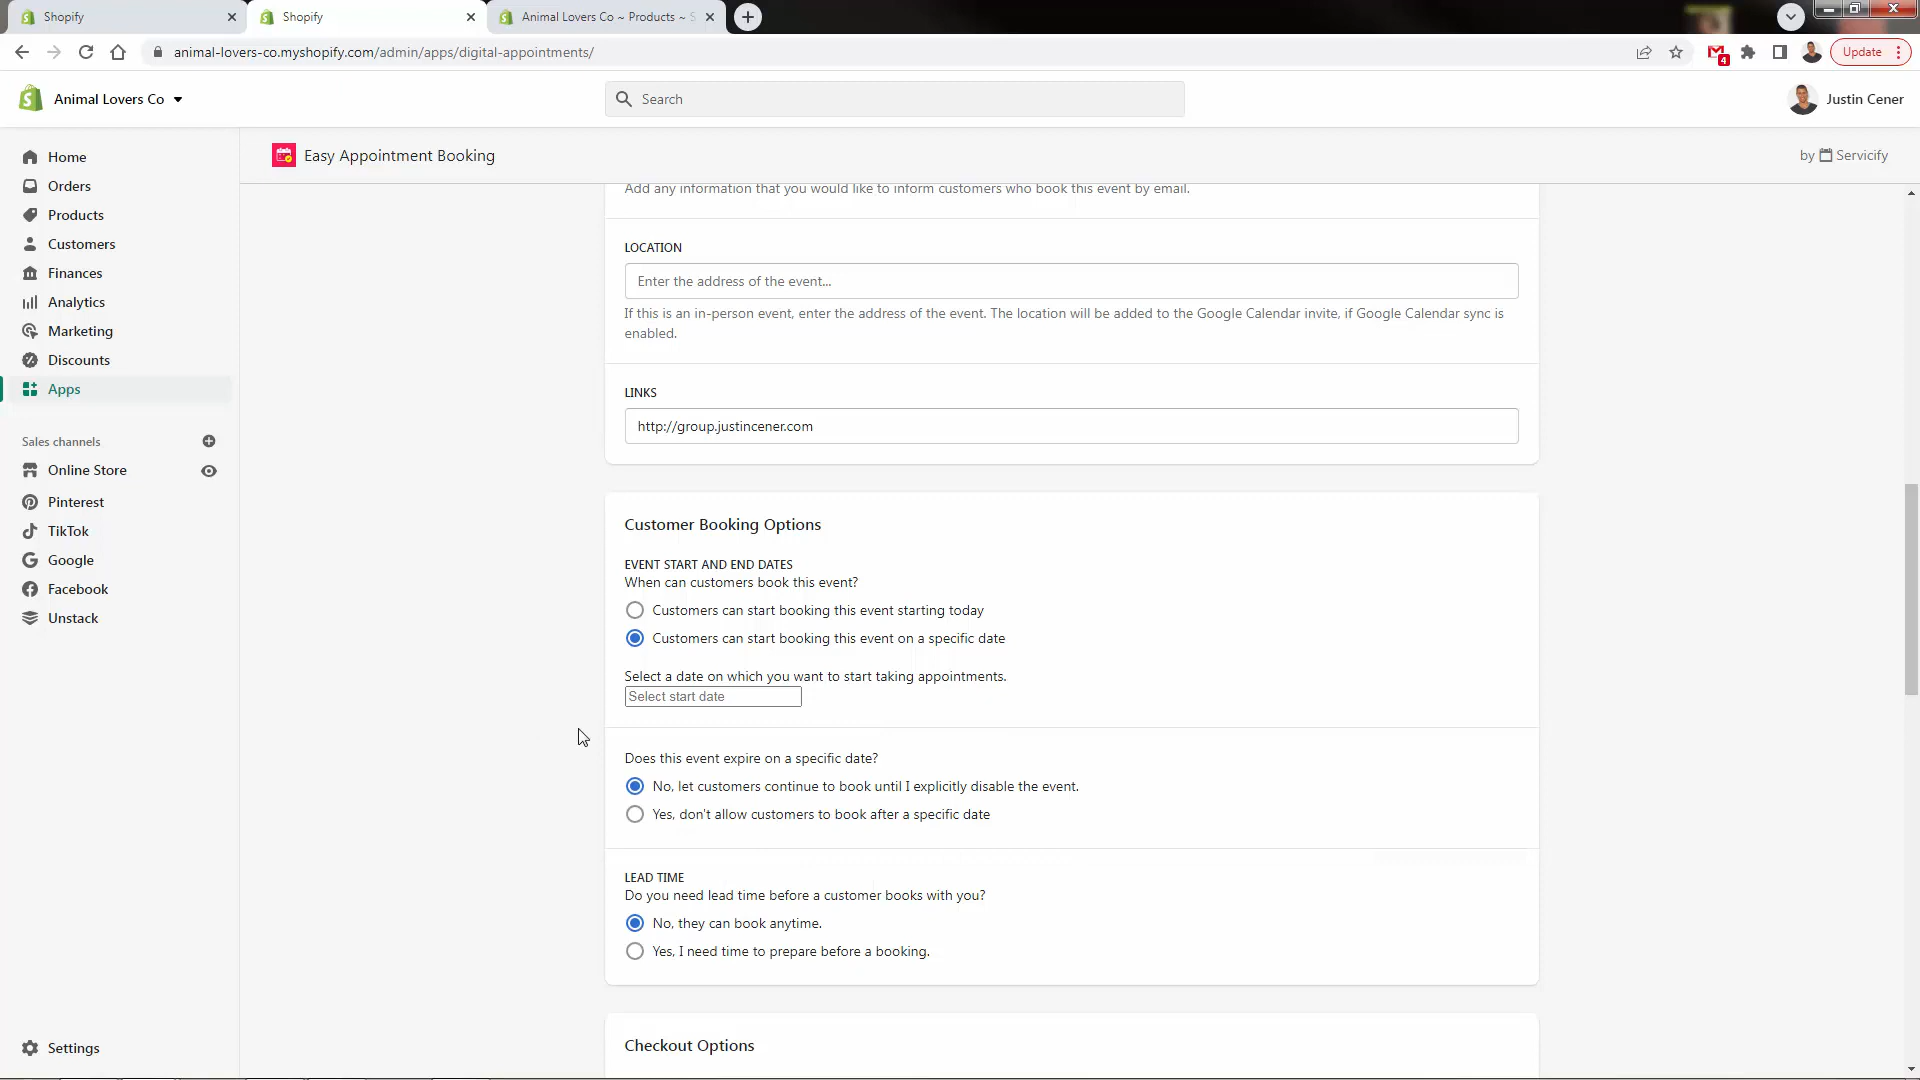 Shopify
Shopify
Animal Lovers Co ~ Products ~ S
animal-lovers-co.myshopify.com/admin/apps/digital-appointments/
4
Update
Animal Lovers Co
Search
Justin Cener
Home
Orders
Products
Customers
Finances
Analytics
Marketing
Discounts
Apps
Sales channels
Online Store
Pinterest
TikTok
Google
Facebook
Unstack
Settings
Easy Appointment Booking
by Servicify
Add any information that you would like to inform customers who book this event by email.
LOCATION
Enter the address of the event...
If this is an in-person event, enter the address of the event. The location will be added to the Google Calendar invite, if Google Calendar sync is
enabled.
LINKS
http://group.justincener.com
Customer Booking Options
EVENT START AND END DATES
When can customers book this event?
Customers can start booking this event starting today
Customers can start booking this event on a specific date
Select a date on which you want to start taking appointments.
Select start date
Does this event expire on a specific date?
No, let customers continue to book until I explicitly disable the event.
Yes, don't allow customers to book after a specific date
LEAD TIME
Do you need lead time before a customer books with you?
No, they can book anytime.
Yes, I need time to prepare before a booking.
Checkout Options